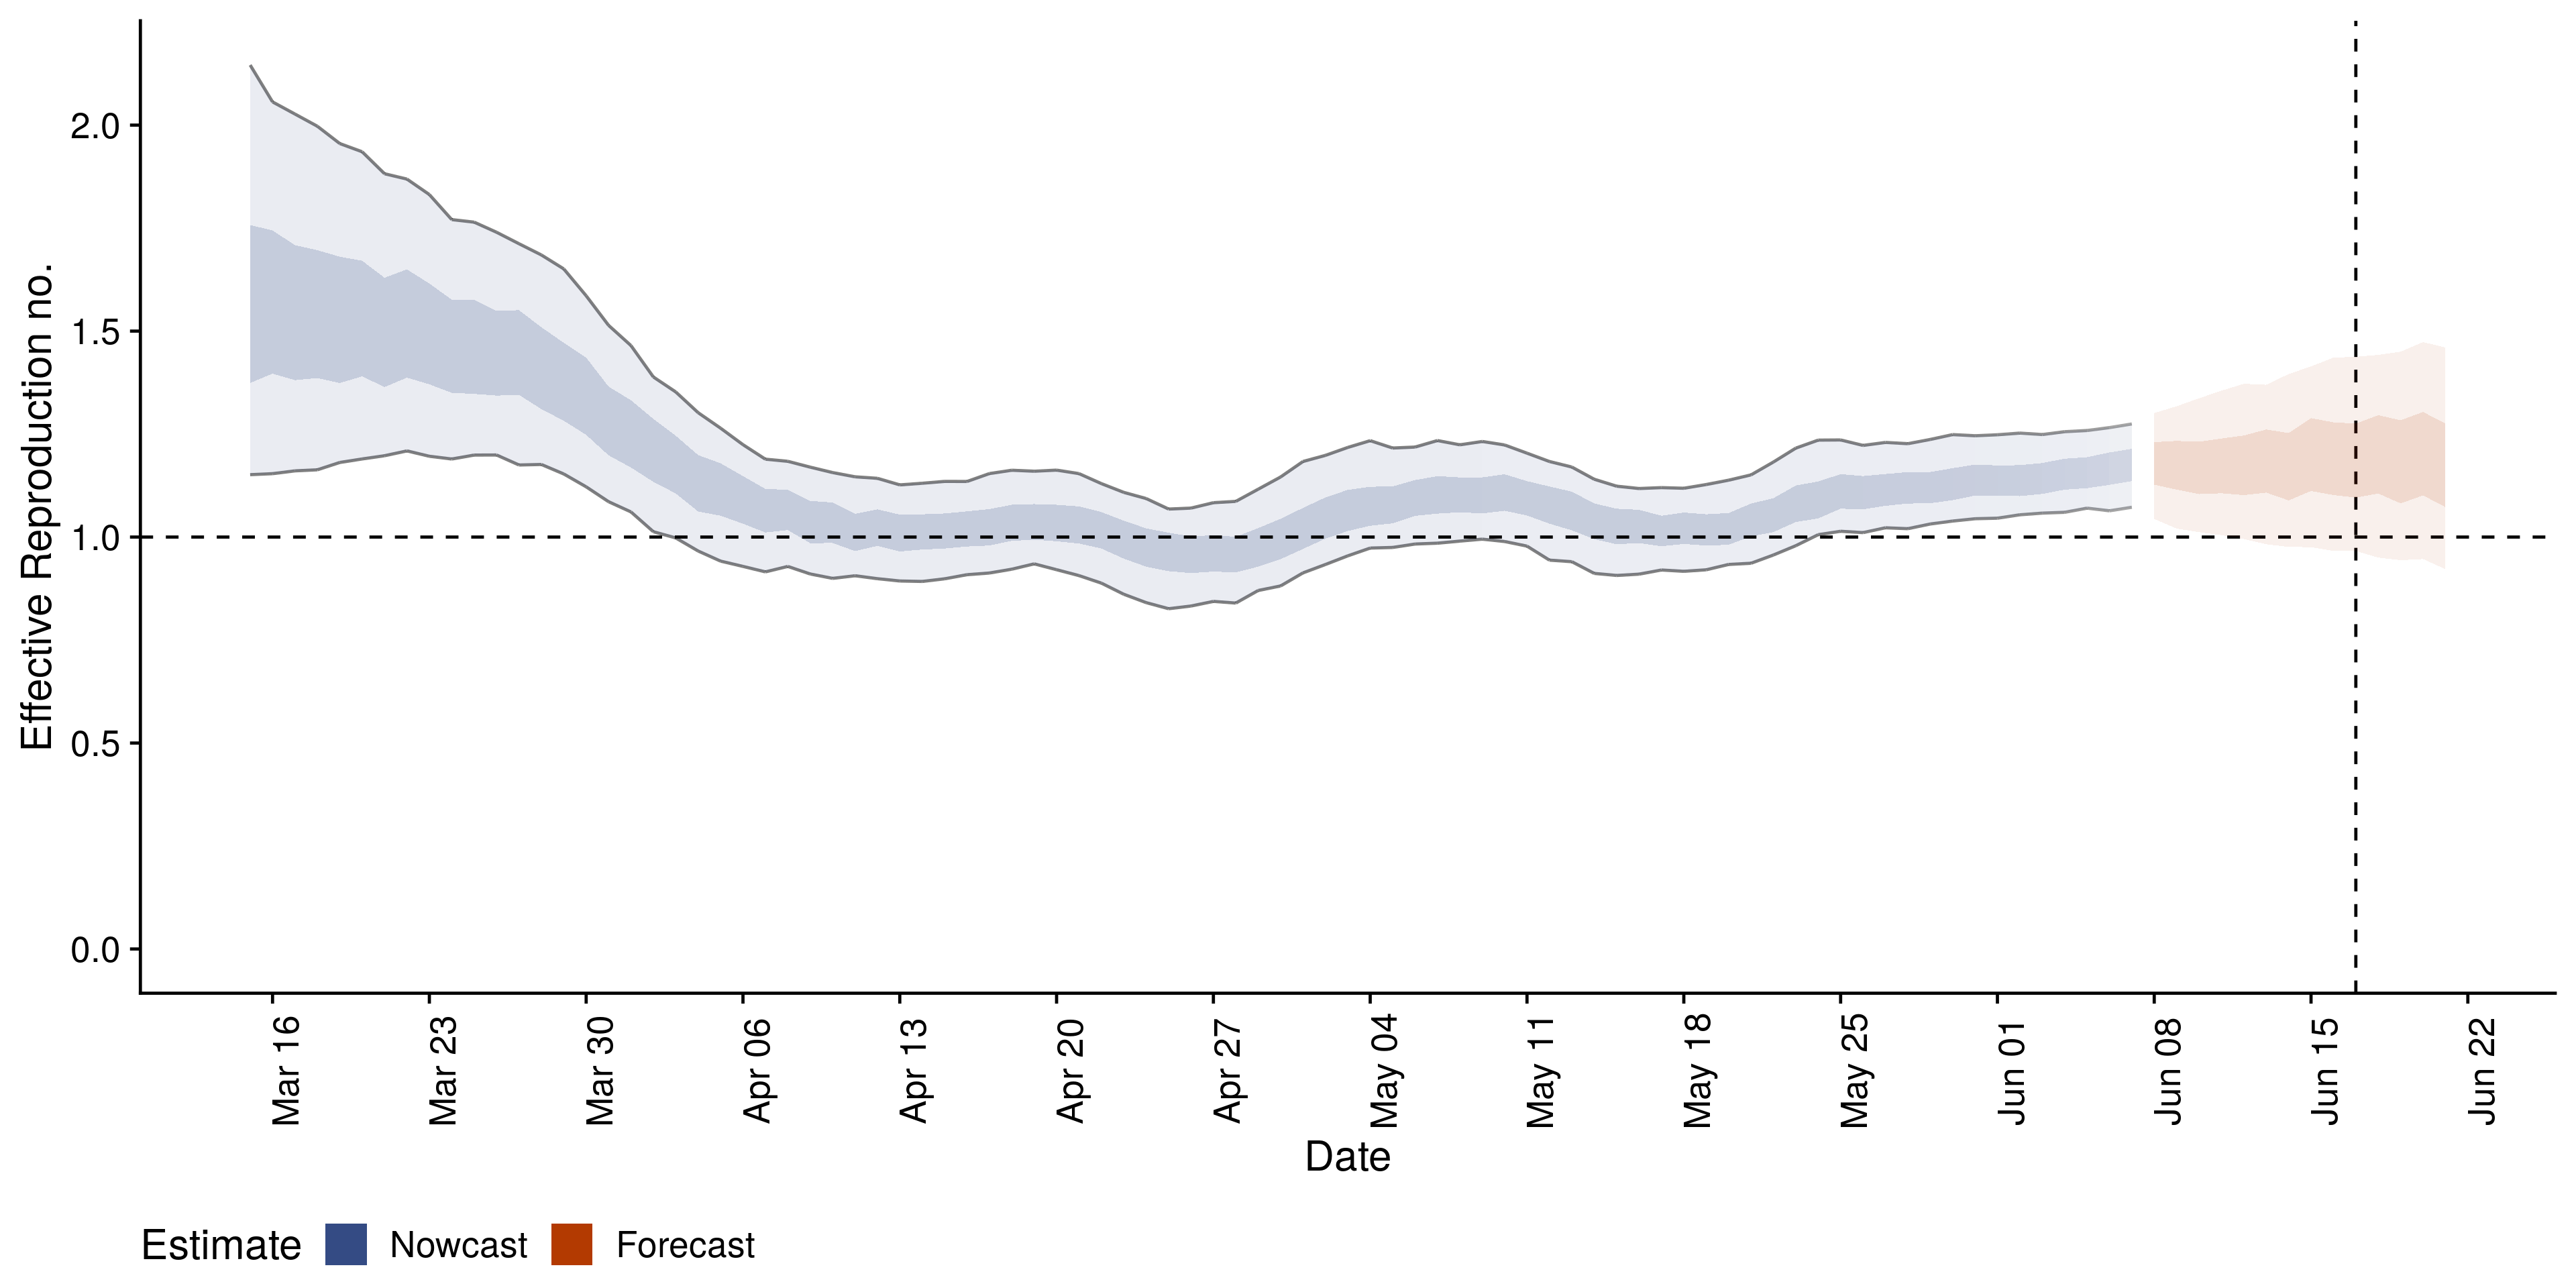 Effective Reproduction no.
2.0
1.5
1.0
0.5
0.0
Mar 16
Mar 23
Mar 30
Apr 06
Apr 13
Apr 20
Apr 27
May 04
May 11
May 18
May 25
Jun 01
Jun 08
Jun 15
Jun 22
Date
Estimate Nowcast Forecast